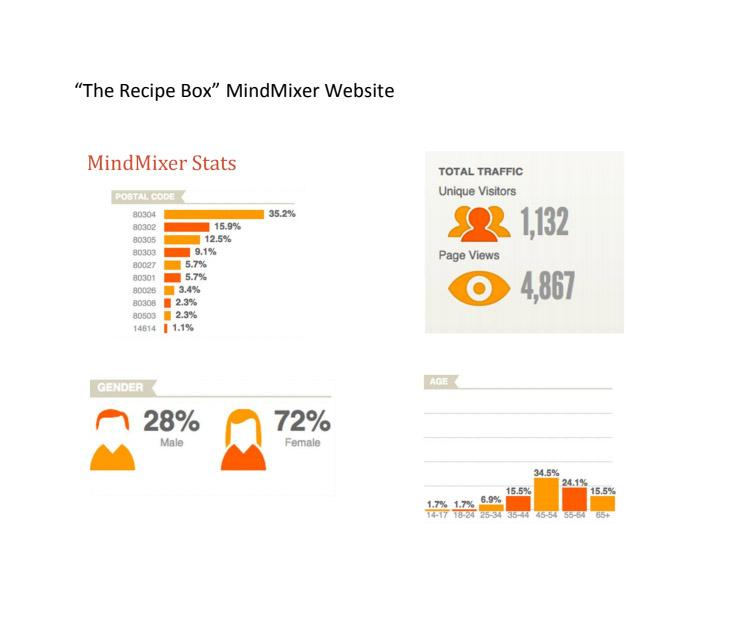 “The Recipe Box” MindMixer Website
MindMixer Stats
POSTAL CODE
80304 35.2%
80302 15.9%
80305 12.5%
80303 9.1%
80027 5.7%
80301 5.7%
80026 3.4%
80308 2.3%
80503 2.3%
14614 1.1%
TOTAL TRAFFIC
Unique Visitors
1,132
Page Views
4,867
GENDER
28% 72%
Male Female
AGE
1.7% 1.7% 6.9% 15.5% 34.5% 24.1% 15.5%
14-17 18-24 25-34 35-44 45-54 55-64 65+